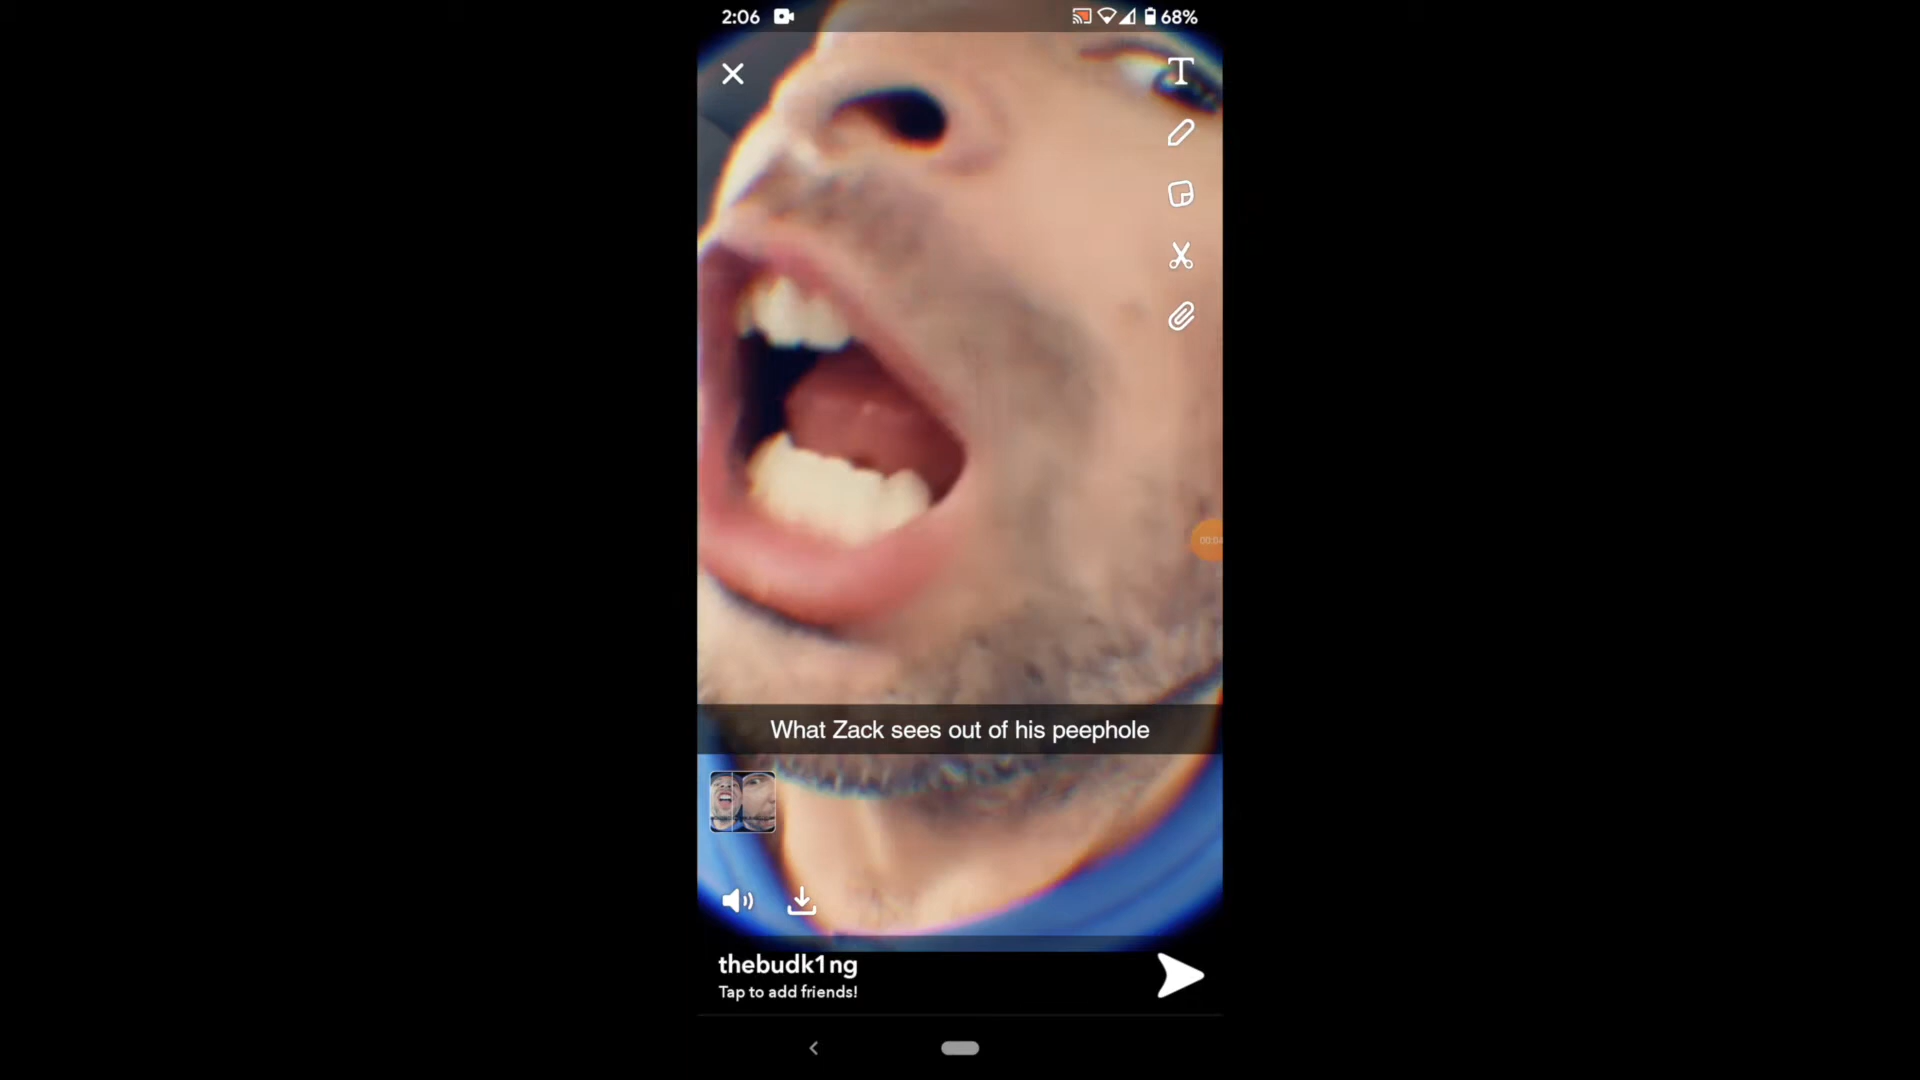 2:06
68%
T
What Zack sees out of his peephole
thebudk1ng
Tap to add friends!